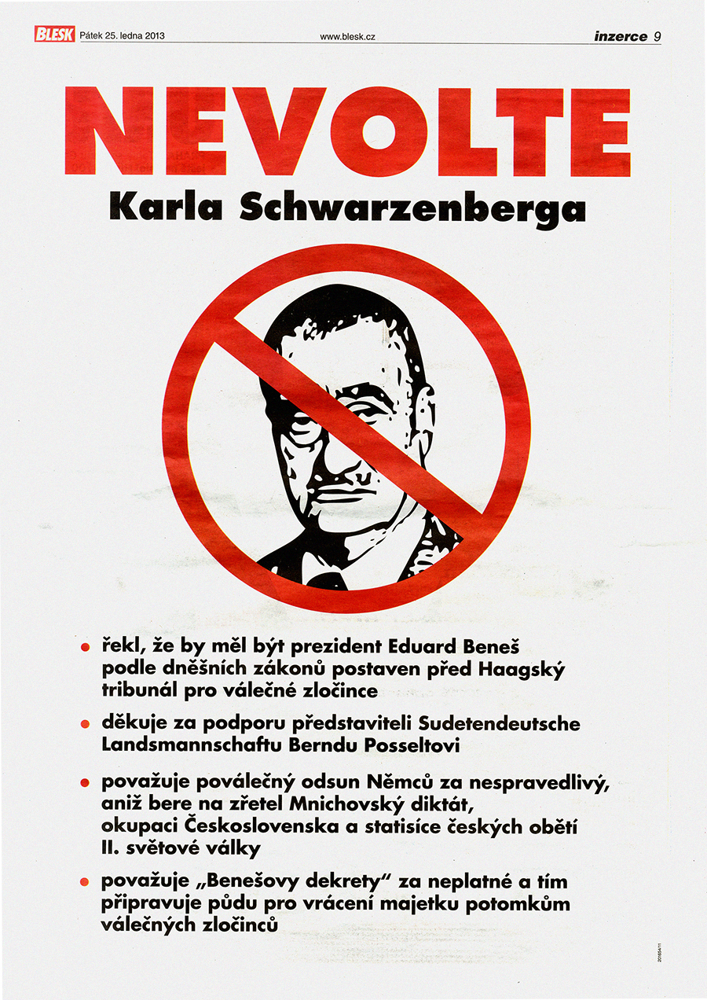 BLESK Pátek 25. ledna 2013 www.blesk.cz inzerce 9
NEVOLTE
Karla Schwarzenberga
• řekl, že by měl být prezident Eduard Beneš
podle dněšních zákonů postaven před Haagský
tribunál pro válečné zločince
• děkuje za podporu představiteli Sudetendeutsche
Landsmannschaftu Berndu Posseltovi
• považuje poválečný odsun Němců za nespravedlivý,
aniž bere na zřetel Mnichovský diktát,
okupaci Československa a statisíce českých obětí
II. světové války
• považuje „Benešovy dekrety“ za neplatné a tím
připravuje půdu pro vrácení majetku potomkům
válečných zločinců